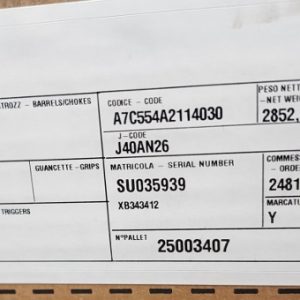 TROZZ - BARRELS/CHOKES
CODICE - CODE
A7C554A2114030
PESO NETT
-NET WEI
2852,
J-CODE
J40AN26
GUANCETTE-GRIPS
MATRICOLA - SERIAL NUMBER
SU035939
XB343412
COMMES
- ORDE
2481
TRIGGERS
MARCATU
Y
N°PALLET
25003407